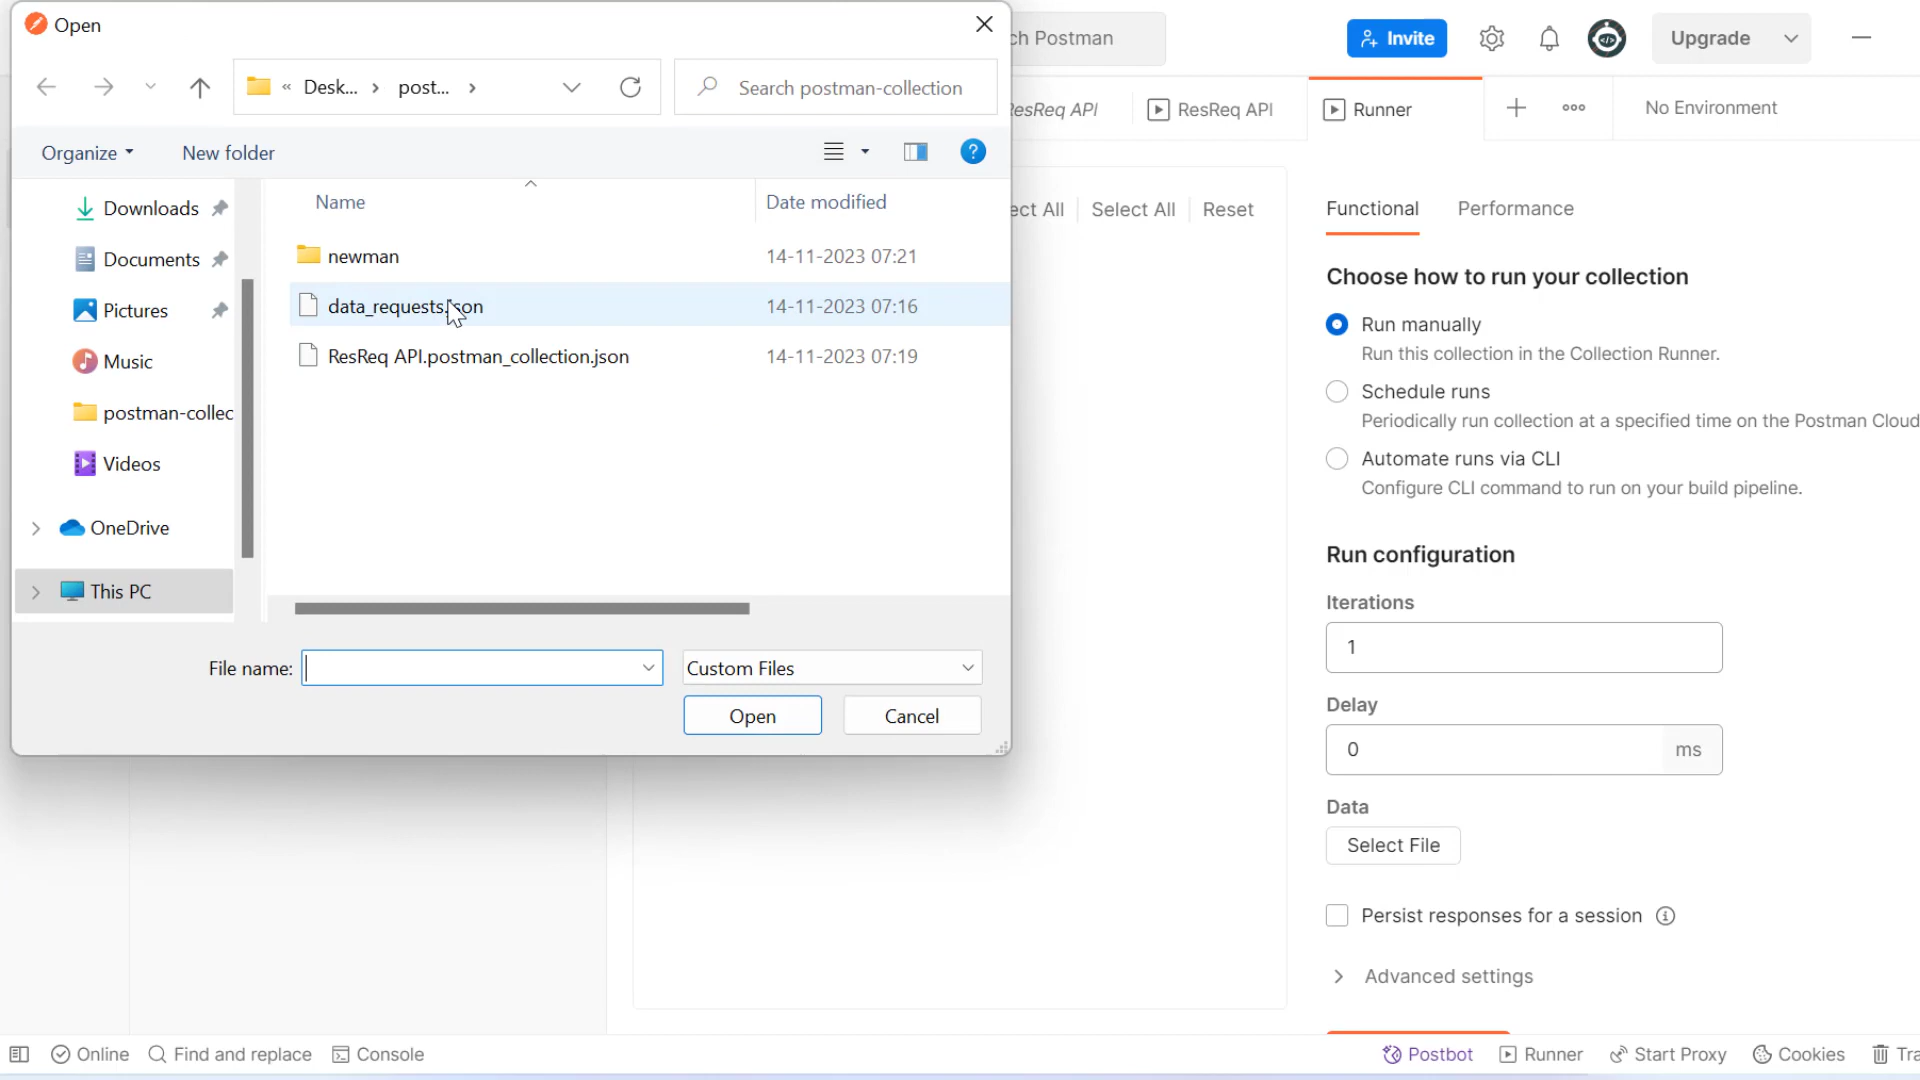 Open
ch Postman
Invite
Upgrade
Desk...
post...
Search postman-collection
ResReq API
ResReq API
Runner
No Environment
Organize
New folder
Downloads
Documents
Pictures
Music
postman-collec
Videos
OneDrive
This PC
Name
Date modified
newman
14-11-2023 07:21
data_requests.json
14-11-2023 07:16
ResReq API.postman_collection.json
14-11-2023 07:19
File name:
Custom Files
Open
Cancel
ect All
Select All
Reset
Functional
Performance
Choose how to run your collection
Run manually
Run this collection in the Collection Runner.
Schedule runs
Periodically run collection at a specified time on the Postman Cloud
Automate runs via CLI
Configure CLI command to run on your build pipeline.
Run configuration
Iterations
1
Delay
0
ms
Data
Select File
Persist responses for a session
Advanced settings
Online
Find and replace
Console
Postbot
Runner
Start Proxy
Cookies
Tra